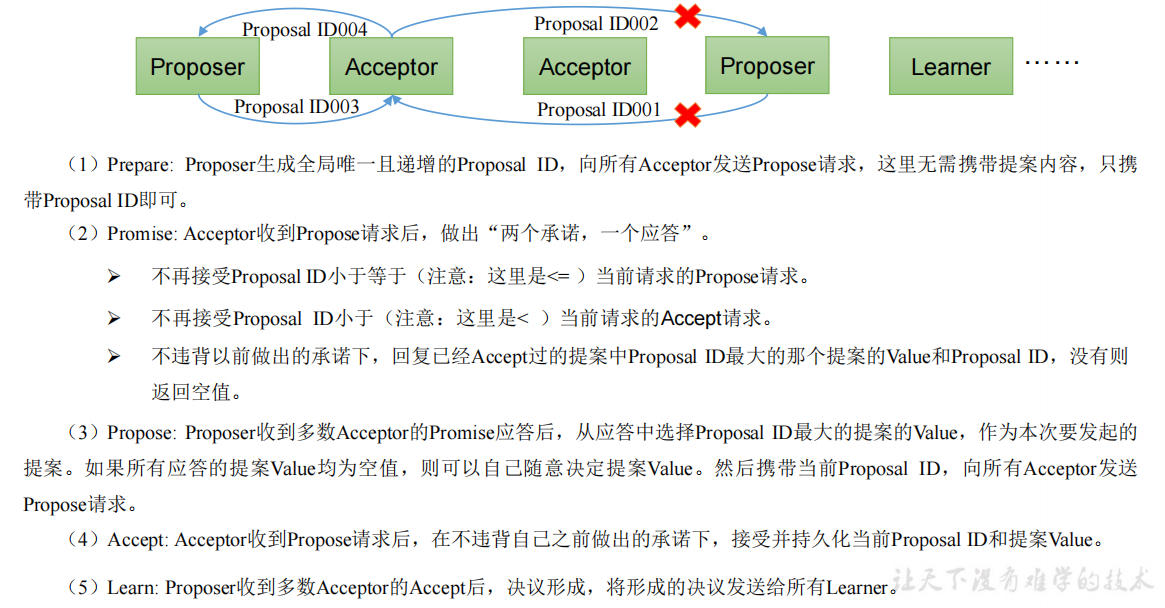 Proposal ID004
Proposal ID002
Proposer
Acceptor
Acceptor
Proposer
Learner
······
Proposal ID003
Proposal ID001
（1）Prepare: Proposer生成全局唯一且递增的Proposal ID，向所有Acceptor发送Propose请求，这里无需携带提案内容，只携
带Proposal ID即可。
（2）Promise: Acceptor收到Propose请求后，做出“两个承诺，一个应答”。
➢ 不再接受Proposal ID小于等于（注意：这里是<= ）当前请求的Propose请求。
➢ 不再接受Proposal ID小于（注意：这里是< ）当前请求的Accept请求。
➢ 不违背以前做出的承诺下，回复已经Accept过的提案中Proposal ID最大的那个提案的Value和Proposal ID，没有则
返回空值。
（3）Propose: Proposer收到多数Acceptor的Promise应答后，从应答中选择Proposal ID最大的提案的Value，作为本次要发起的
提案。如果所有应答的提案Value均为空值，则可以自己随意决定提案Value。然后携带当前Proposal ID，向所有Acceptor发送
Propose请求。
（4）Accept: Acceptor收到Propose请求后，在不违背自己之前做出的承诺下，接受并持久化当前Proposal ID和提案Value。
（5）Learn: Proposer收到多数Acceptor的Accept后，决议形成，将形成的决议发送给所有Learner。
让天下没有难学的技术